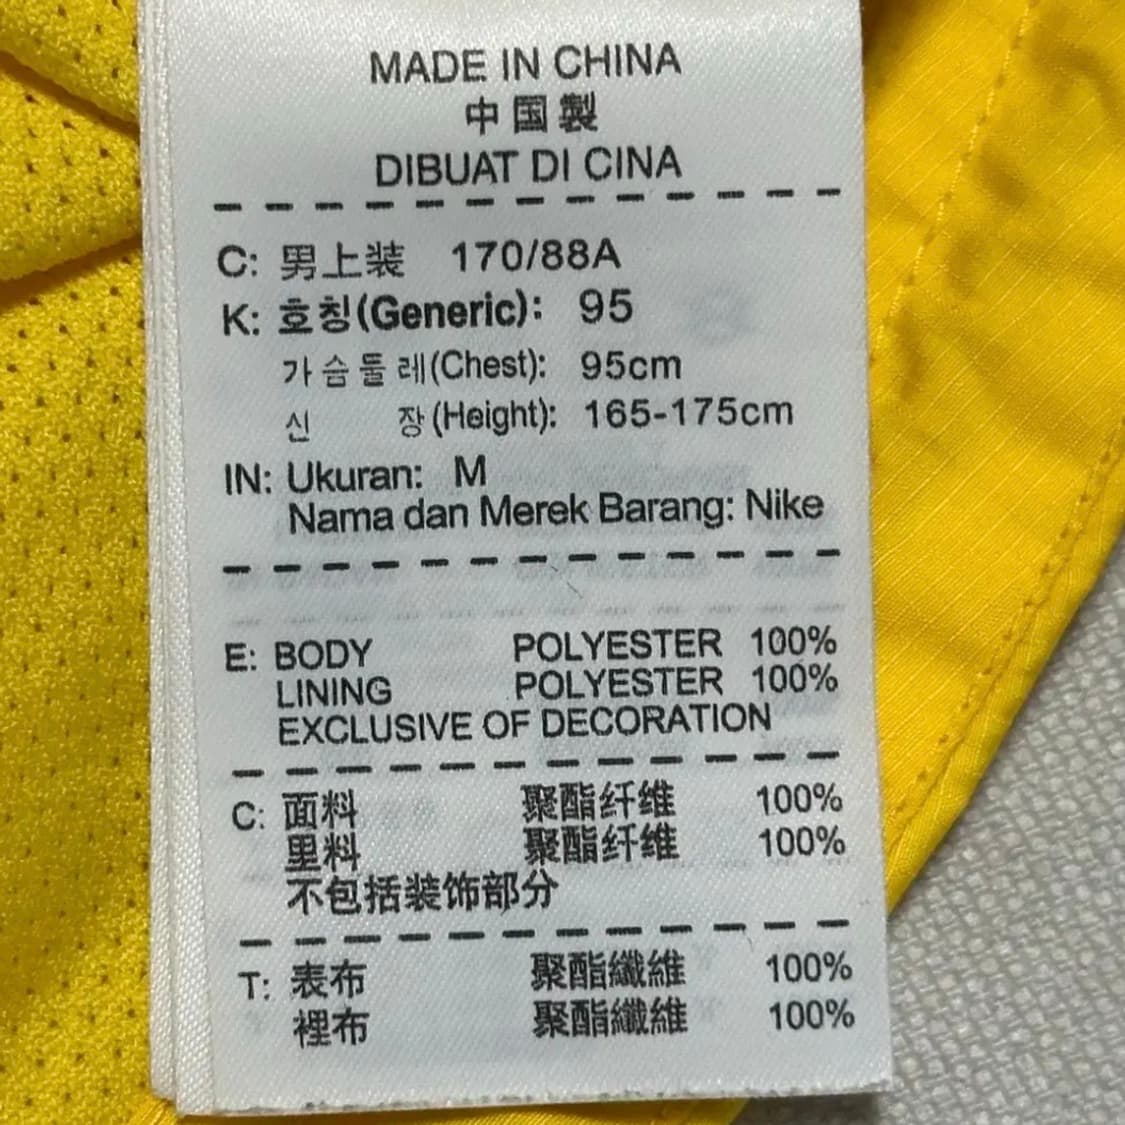 MADE IN CHINA
中国製
DIBUAT DI CINA
C: 男上装 170/88A
K: 호칭(Generic): 95
가슴둘레(Chest): 95cm
신 장(Height): 165-175cm
IN: Ukuran: M
Nama dan Merek Barang: Nike
E: BODY POLYESTER 100%
LINING POLYESTER 100%
EXCLUSIVE OF DECORATION
C: 面料 聚酯纤维 100%
里料 聚酯纤维 100%
不包括装饰部分
T: 表布 聚酯纖維 100%
裡布 聚酯纖維 100%